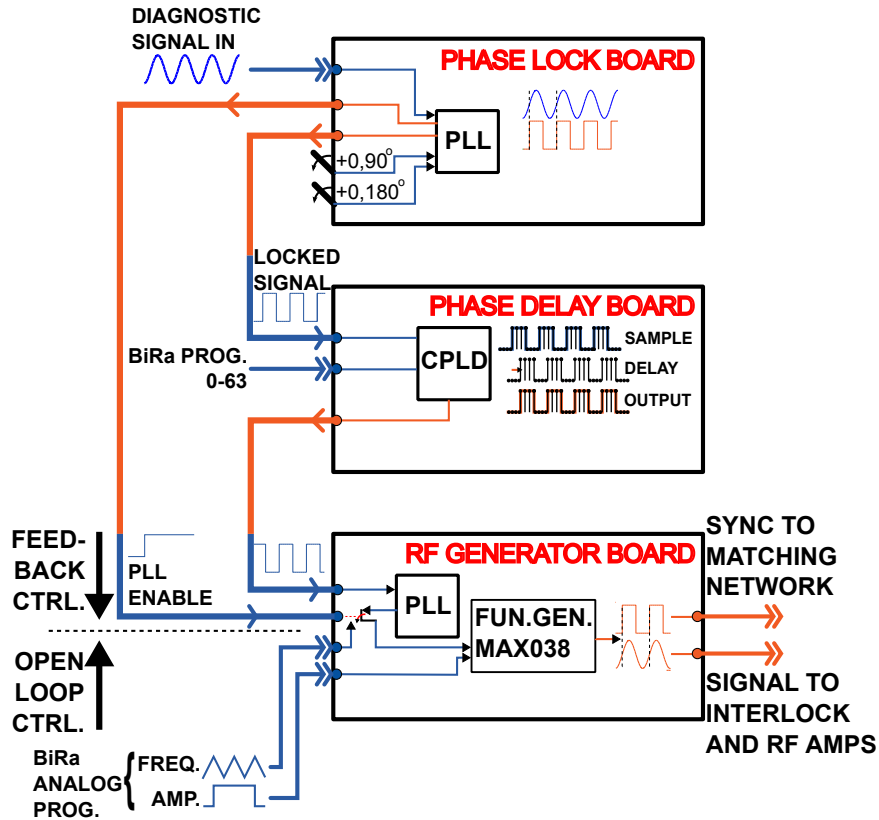 DIAGNOSTIC
SIGNAL IN
PHASE LOCK BOARD
PLL
+0,90°
+0,180°
LOCKED
SIGNAL
PHASE DELAY BOARD
BiRa PROG.
0-63
CPLD
SAMPLE
DELAY
OUTPUT
FEED-
BACK
CTRL.
PLL
ENABLE
RF GENERATOR BOARD
PLL
FUN.GEN.
MAX038
SYNC TO
MATCHING
NETWORK
OPEN
LOOP
CTRL.
SIGNAL TO
INTERLOCK
AND RF AMPS
BiRa
ANALOG
PROG.
FREQ.
AMP.